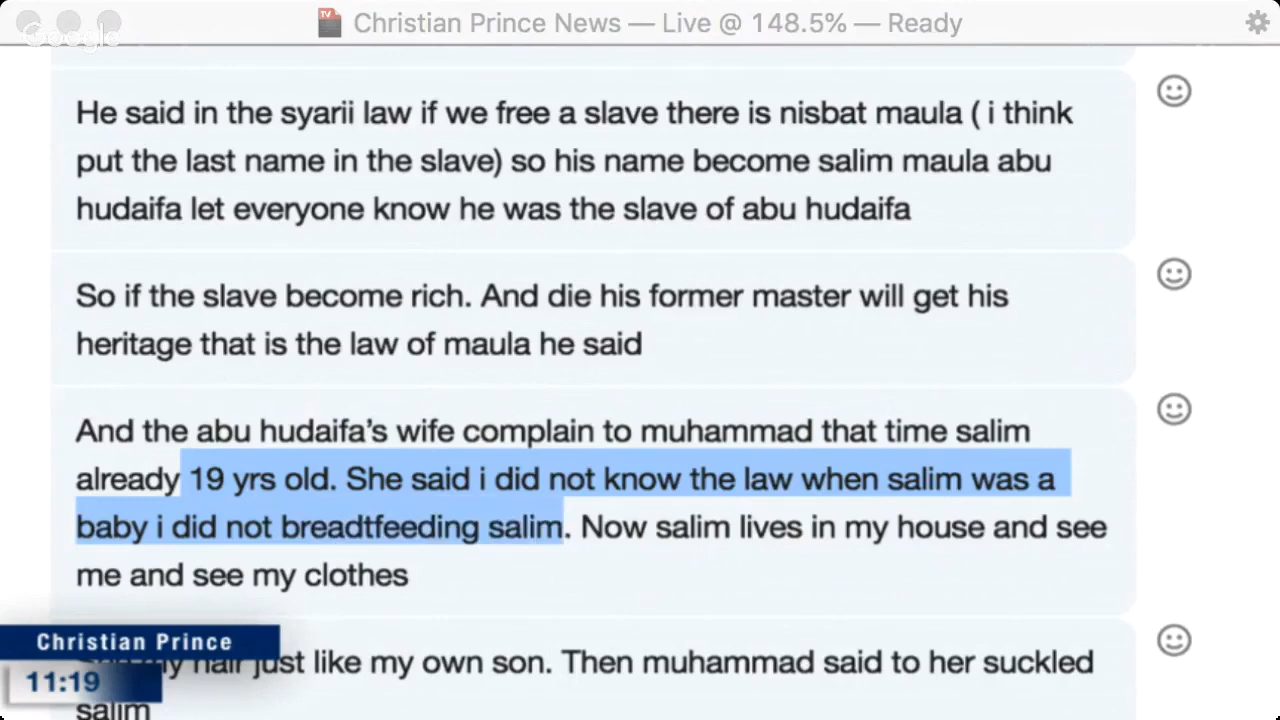 Christian Prince News — Live @ 148.5% — Ready
Google
He said in the syarii law if we free a slave there is nisbat maula ( i think
put the last name in the slave) so his name become salim maula abu
hudaifa let everyone know he was the slave of abu hudaifa
So if the slave become rich. And die his former master will get his
heritage that is the law of maula he said
And the abu hudaifa's wife complain to muhammad that time salim
already 19 yrs old. She said i did not know the law when salim was a
baby i did not breadtfeeding salim. Now salim lives in my house and see
me and see my clothes
my hair just like my own son. Then muhammad said to her suckled
salim
Christian Prince
11:19